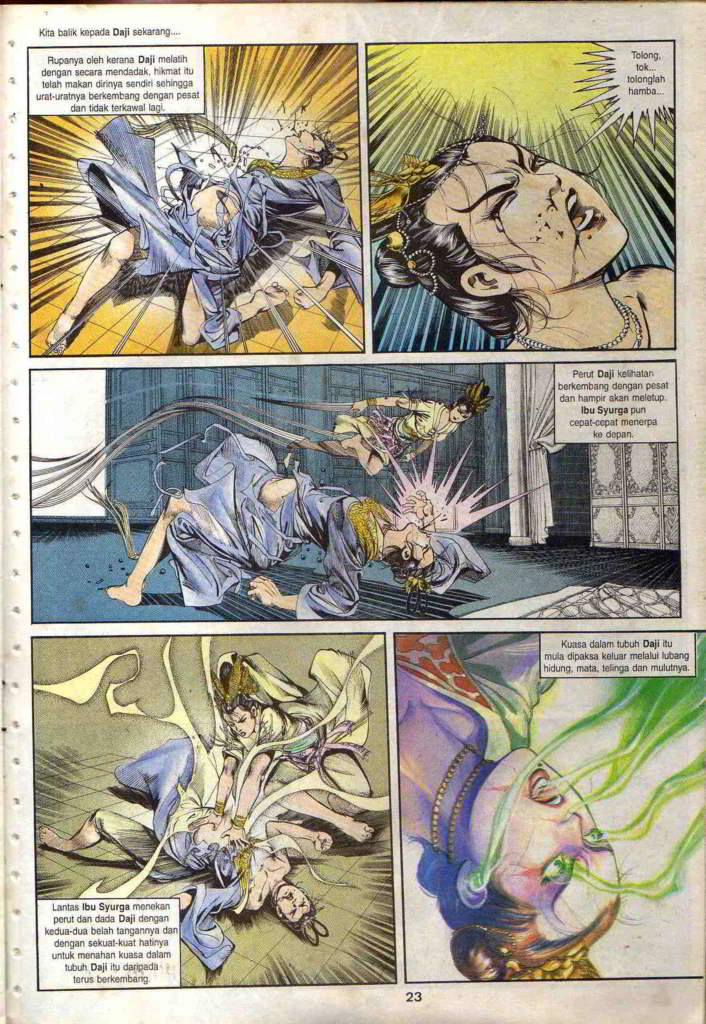 Kita balik kepada Daji sekarang....
Rupanya oleh kerana Daji melatih
dengan secara mendadak, hikmat itu
telah makan dirinya sendiri sehingga
urat-uratnya berkembang dengan pesat
dan tidak terkawal lagi.
Tolong,
tok...
tolonglah
hamba...
Perut Daji kelihatan
berkembang dengan pesat
dan hampir akan meletup.
Ibu Syurga pun
cepat-cepat menerpa
ke depan.
Lantas Ibu Syurga menekan
perut dan dada Daji dengan
kedua-dua belah tangannya dan
dengan sekuat-kuat hatinya
untuk menahan kuasa dalam
tubuh Daji itu daripada
terus berkembang.
Kuasa dalam tubuh Daji itu
mula dipaksa keluar melalui lubang
hidung, mata, telinga dan mulutnya.
23